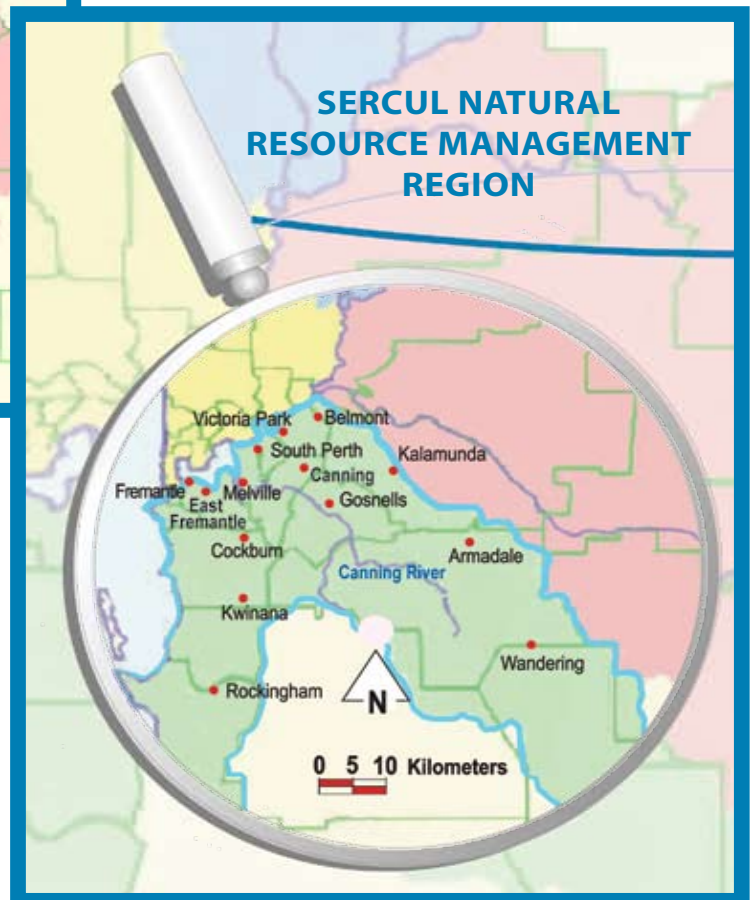 SERCUL NATURAL
RESOURCE MANAGEMENT
REGION
Victoria Park
Belmont
South Perth
Kalamunda
Canning
Fremantle
Melville
East
Fremantle
Gosnells
Cockburn
Armadale
Canning River
Kwinana
Wandering
Rockingham
N
0 5 10 Kilometers